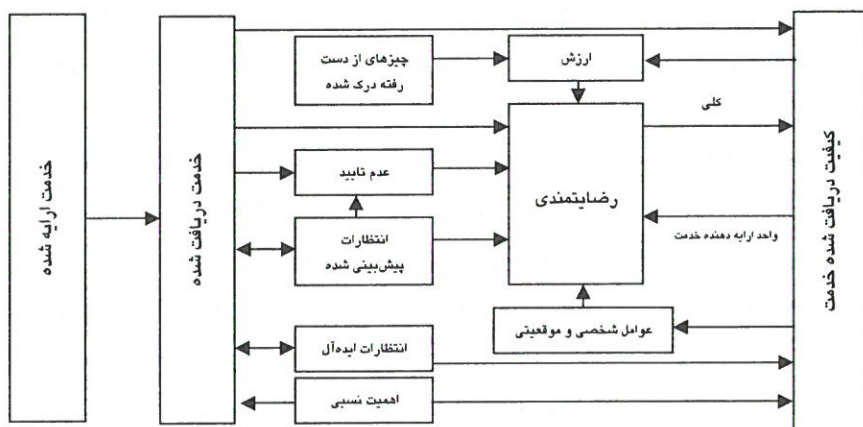 خدمت ارایه شده
خدمت دریافت شده
چیزهای از دست
رفته درک شده
ارزش
کلی
عدم تایید
رضایتمندی
انتظارات
پیش‌بینی شده
واحد ارایه دهنده خدمت
عوامل شخصی و موقعیتی
انتظارات ایده‌آل
اهمیت نسبی
کیفیت دریافت شده خدمت